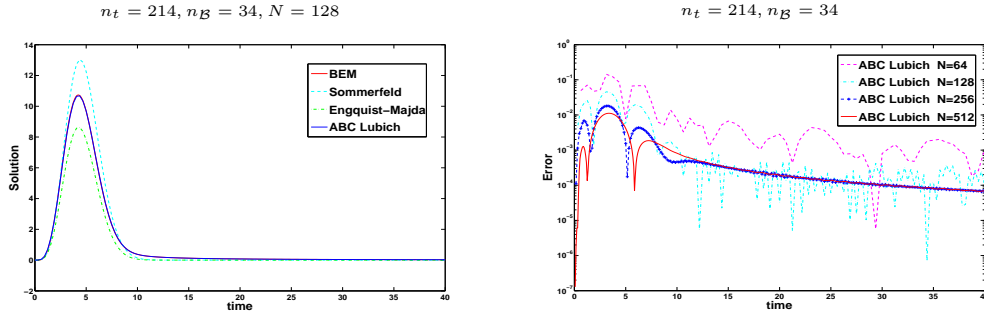 n_t = 214, n_B = 34, N = 128
Solution
14
12
10
8
6
4
2
0
−2
0 5 10 15 20 25 30 35 40
time
BEM
Sommerfeld
Engquist−Majda
ABC Lubich
n_t = 214, n_B = 34
Error
10^0
10^−1
10^−2
10^−3
10^−4
10^−5
10^−6
10^−7
0 5 10 15 20 25 30 35 40
time
ABC Lubich N=64
ABC Lubich N=128
ABC Lubich N=256
ABC Lubich N=512